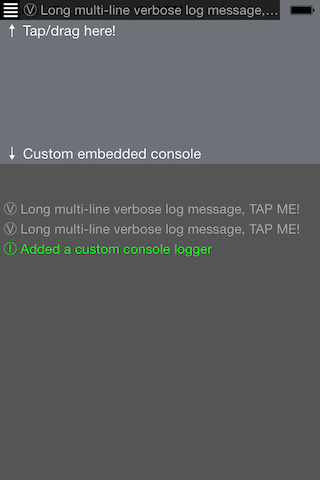 Ⓥ Long multi-line verbose log message,...
↑ Tap/drag here!
↓ Custom embedded console
Ⓥ Long multi-line verbose log message, TAP ME!
Ⓥ Long multi-line verbose log message, TAP ME!
Ⓘ Added a custom console logger